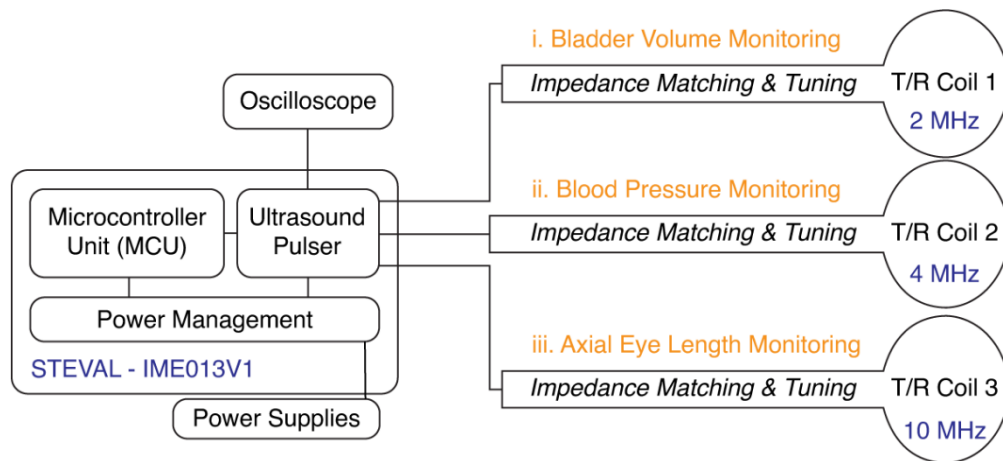 i. Bladder Volume Monitoring
Impedance Matching & Tuning
T/R Coil 1
2 MHz
Oscilloscope
Microcontroller
Unit (MCU)
Ultrasound
Pulser
Power Management
STEVAL - IME013V1
Power Supplies
ii. Blood Pressure Monitoring
Impedance Matching & Tuning
T/R Coil 2
4 MHz
iii. Axial Eye Length Monitoring
Impedance Matching & Tuning
T/R Coil 3
10 MHz